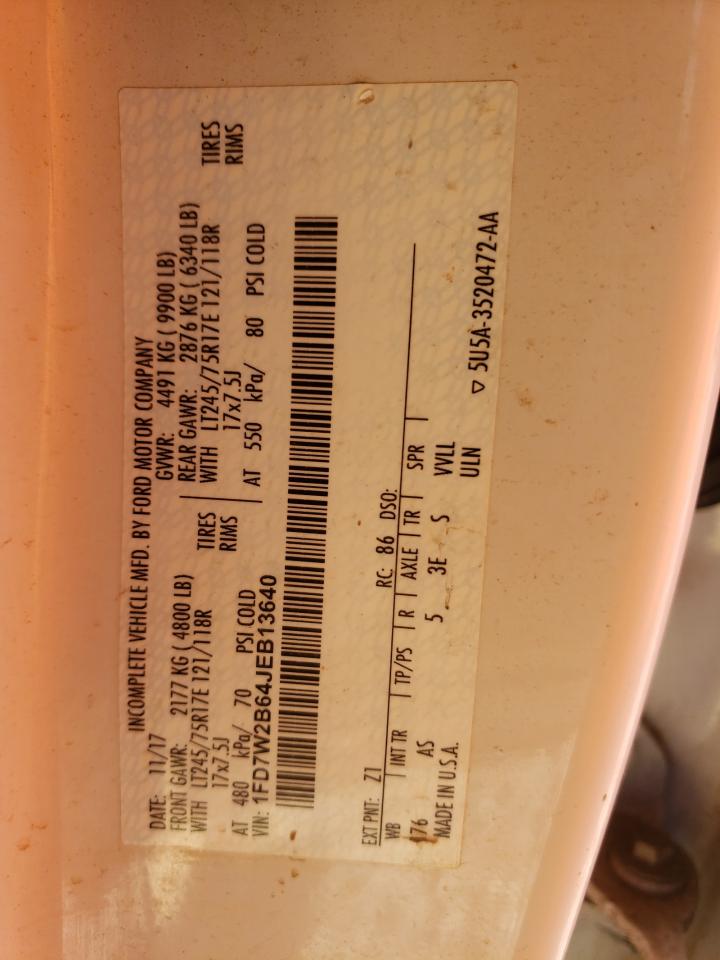 INCOMPLETE VEHICLE MFD. BY FORD MOTOR COMPANY
DATE: 11/17 GVWR: 4491 KG ( 9900 LB)
FRONT GAWR: 2177 KG ( 4800 LB) REAR GAWR: 2876 KG ( 6340 LB)
WITH LT245/75R17E 121/118R TIRES WITH LT245/75R17E 121/118R TIRES
17x7.5J RIMS 17x7.5J RIMS
AT 480 kPa/ 70 PSI COLD AT 550 kPa/ 80 PSI COLD
VIN: 1FD7W2B64JEB13640
EXT PNT: Z1 RC: 86 DSO:
WB INT TR TP/PS R AXLE TR SPR
176 AS 5 3E S VVLL
MADE IN U.S.A. ULN
▽ 5U5A-3520472-AA